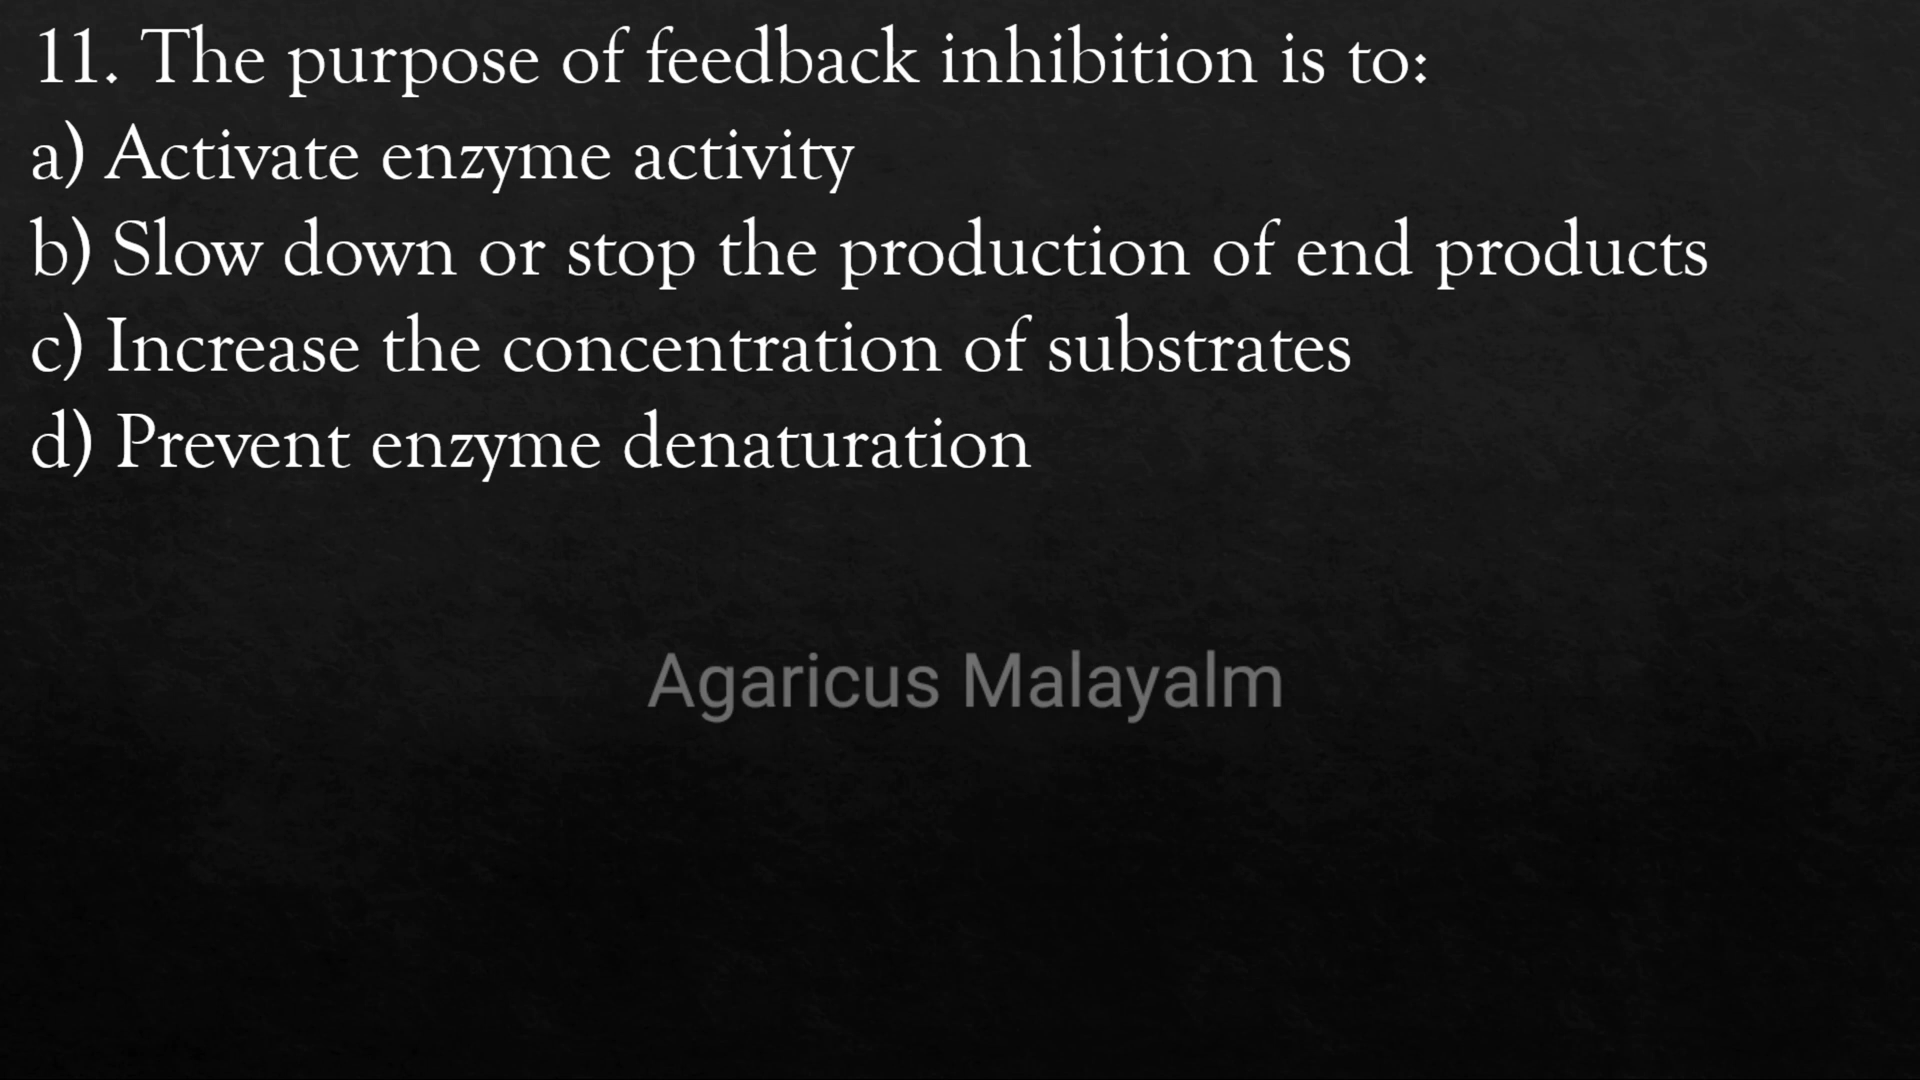 11. The purpose of feedback inhibition is to:
a) Activate enzyme activity
b) Slow down or stop the production of end products
c) Increase the concentration of substrates
d) Prevent enzyme denaturation
Agaricus Malayalm